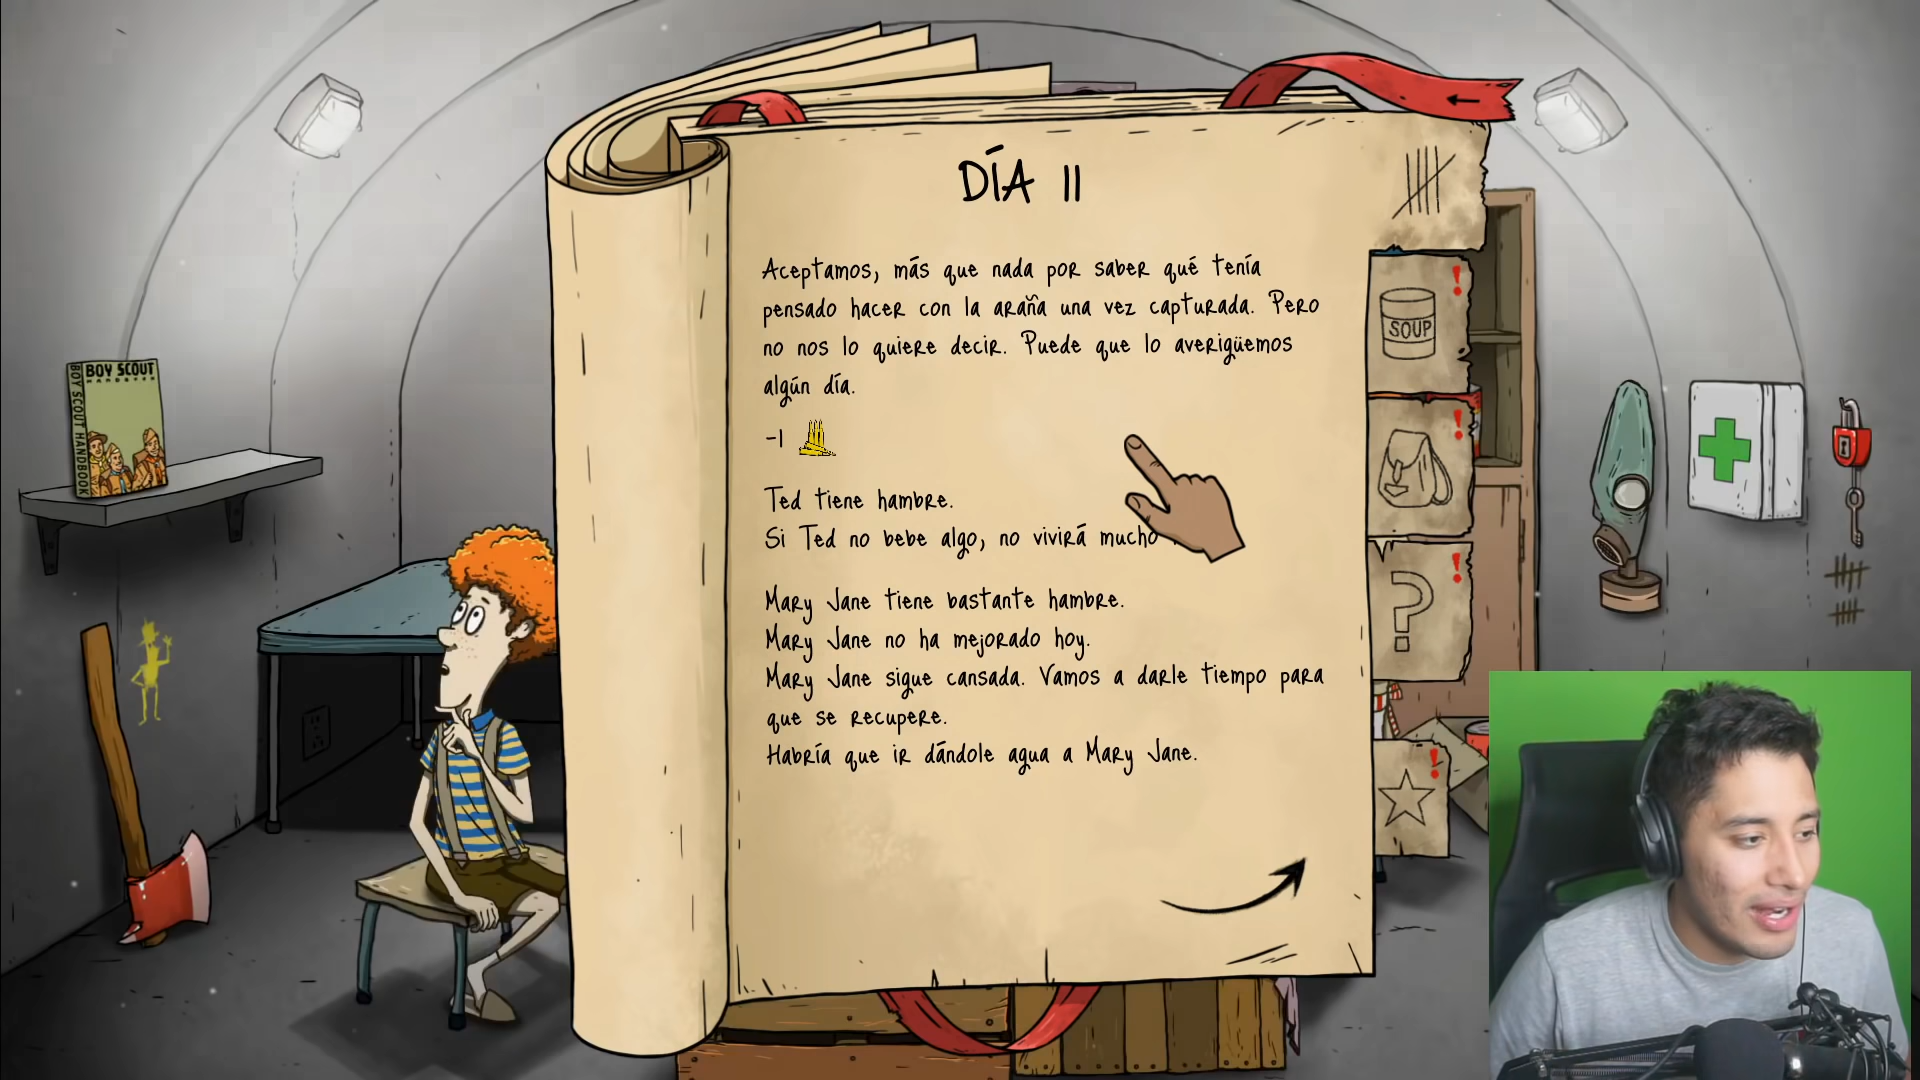 DÍA 11
Aceptamos, más que nada por saber qué tenía
pensado hacer con la araña una vez capturada. Pero
no nos lo quiere decir. Puede que lo averigüemos
algún día.
-1
Ted tiene hambre.
Si Ted no bebe algo, no vivirá mucho
Mary Jane tiene bastante hambre.
Mary Jane no ha mejorado hoy.
Mary Jane sigue cansada. Vamos a darle tiempo para
que se recupere.
Habría que ir dándole agua a Mary Jane.
SOUP
!
!
?
!
!
BOY SCOUT
HANDBOOK
BOY SCOUT HANDBOOK